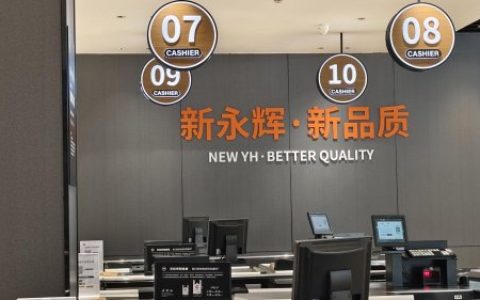 07
CASHIER
08
CASHIER
09
CASHIER
10
CASHIER
新永辉·新品质
NEW YH·BETTER QUALITY